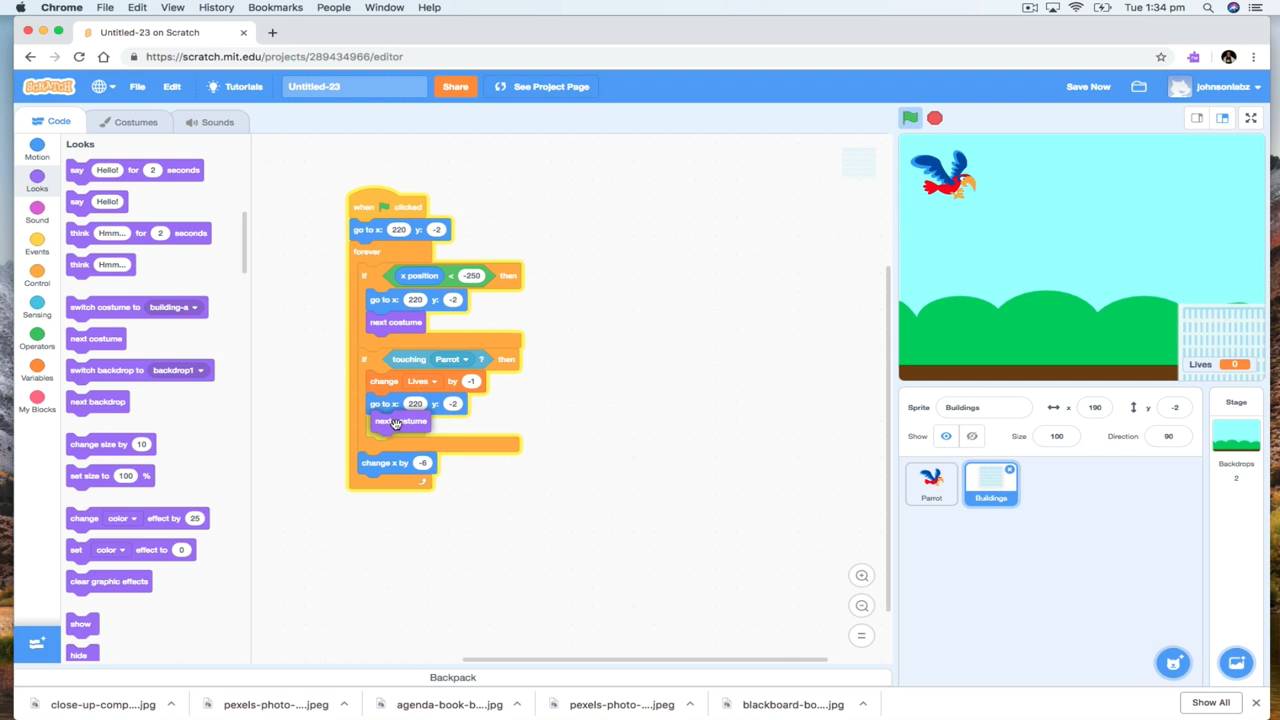 Chrome File Edit View History Bookmarks People Window Help Tue 1:34 pm
Untitled-23 on Scratch
https://scratch.mit.edu/projects/289434966/editor
SCRATCH File Edit Tutorials Untitled-23 Share See Project Page Save Now johnsonlabz
Code Costumes Sounds
Motion
Looks
Sound
Events
Control
Sensing
Operators
Variables
My Blocks
Looks
say Hello! for 2 seconds
say Hello!
think Hmm... for 2 seconds
think Hmm...
switch costume to building-a
next costume
switch backdrop to backdrop1
next backdrop
change size by 10
set size to 100 %
change color effect by 25
set color effect to 0
clear graphic effects
show
hide
when clicked
go to x: 220 y: -2
forever
if x position < -250 then
go to x: 220 y: -2
next costume
if touching Parrot ? then
change Lives by -1
go to x: 220 y: -2
next costume
change x by -6
Lives 0
Sprite Buildings x 190 y -2
Show Size 100 Direction 90
Parrot
Buildings
Stage
Backdrops
2
Backpack
close-up-comp....jpg pexels-photo-....jpeg agenda-book-b....jpg pexels-photo-....jpeg blackboard-bo....jpg Show All